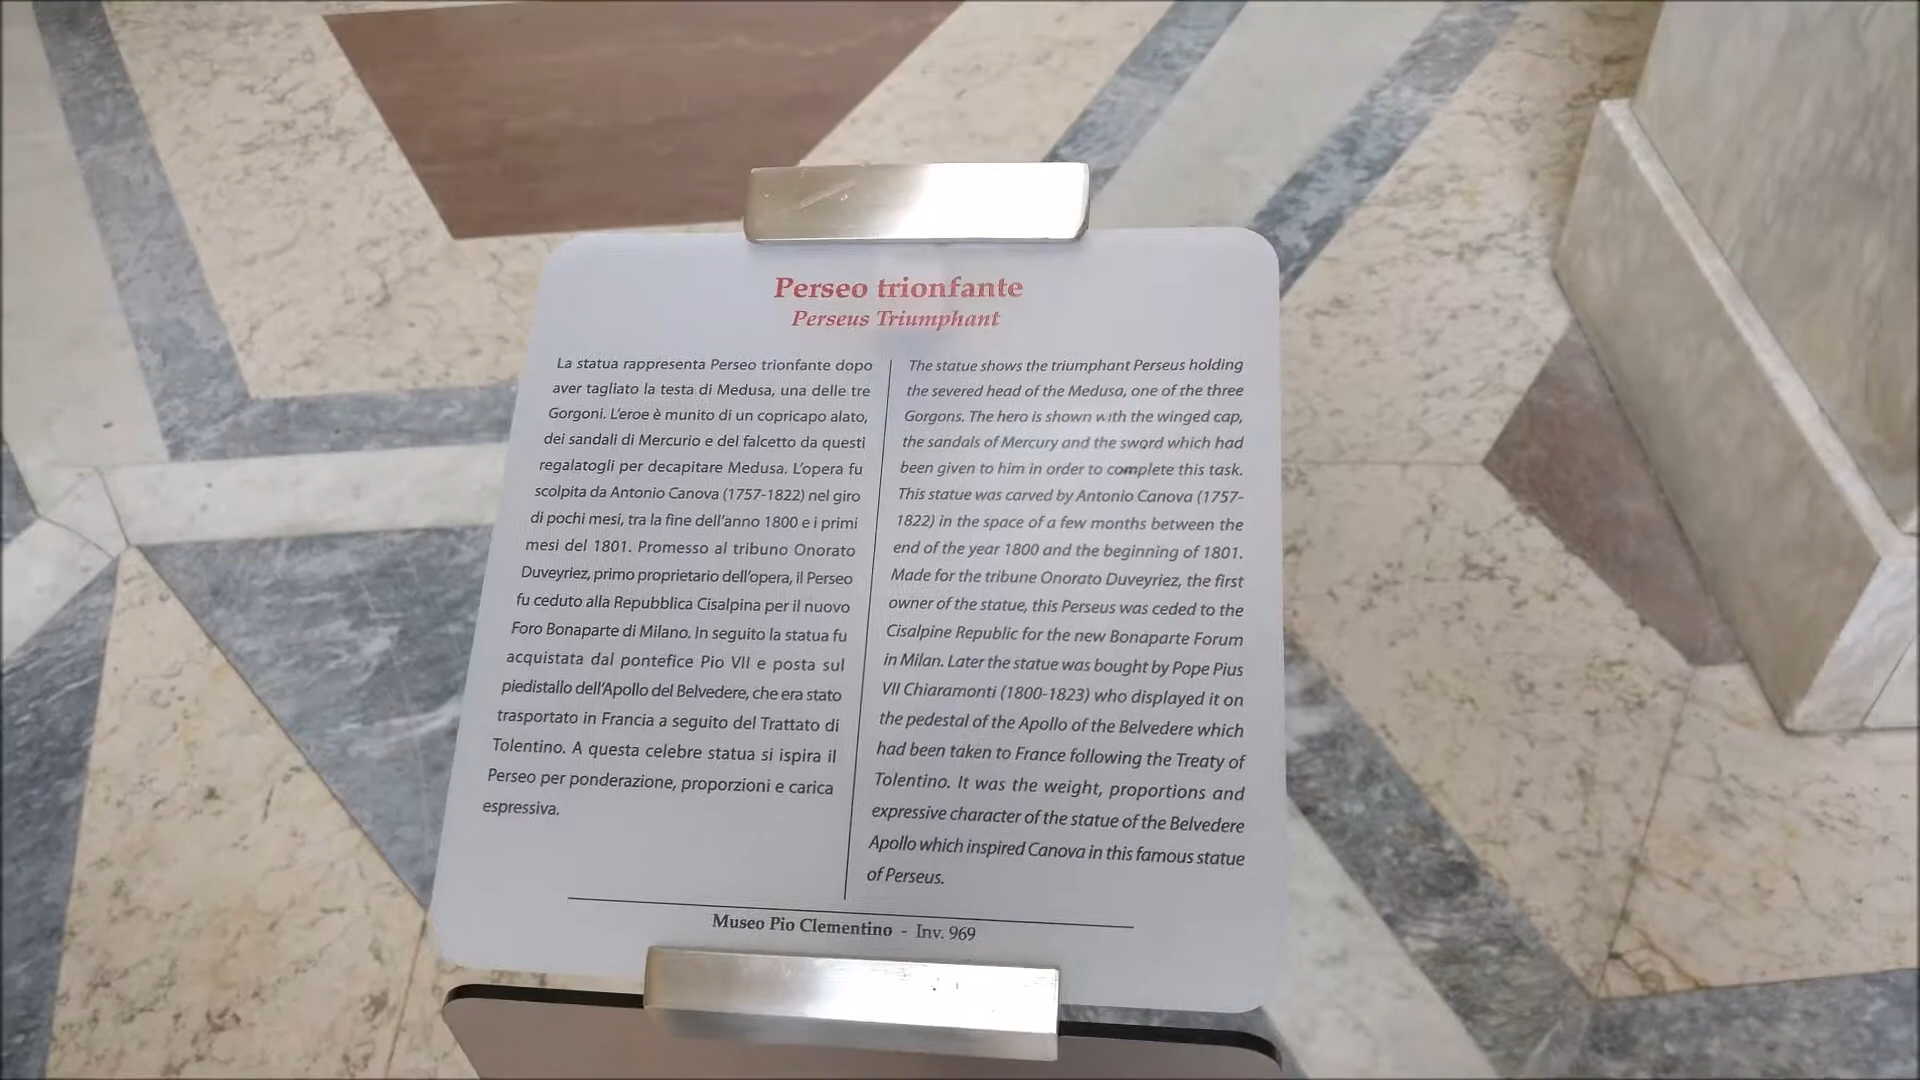 Perseo trionfante
Perseus Triumphant
La statua rappresenta Perseo trionfante dopo
aver tagliato la testa di Medusa, una delle tre
Gorgoni. L'eroe è munito di un copricapo alato,
dei sandali di Mercurio e del falcetto da questi
regalatogli per decapitare Medusa. L'opera fu
scolpita da Antonio Canova (1757-1822) nel giro
di pochi mesi, tra la fine dell'anno 1800 e i primi
mesi del 1801. Promesso al tribuno Onorato
Duveyriez, primo proprietario dell'opera, il Perseo
fu ceduto alla Repubblica Cisalpina per il nuovo
Foro Bonaparte di Milano. In seguito la statua fu
acquistata dal pontefice Pio VII e posta sul
piedistallo dell'Apollo del Belvedere, che era stato
trasportato in Francia a seguito del Trattato di
Tolentino. A questa celebre statua si ispira il
Perseo per ponderazione, proporzioni e carica
espressiva.
The statue shows the triumphant Perseus holding
the severed head of the Medusa, one of the three
Gorgons. The hero is shown with the winged cap,
the sandals of Mercury and the sword which had
been given to him in order to complete this task.
This statue was carved by Antonio Canova (1757-
1822) in the space of a few months between the
end of the year 1800 and the beginning of 1801.
Made for the tribune Onorato Duveyriez, the first
owner of the statue, this Perseus was ceded to the
Cisalpine Republic for the new Bonaparte Forum
in Milan. Later the statue was bought by Pope Pius
VII Chiaramonti (1800-1823) who displayed it on
the pedestal of the Apollo of the Belvedere which
had been taken to France following the Treaty of
Tolentino. It was the weight, proportions and
expressive character of the statue of the Belvedere
Apollo which inspired Canova in this famous statue
of Perseus.
Museo Pio Clementino - Inv. 969